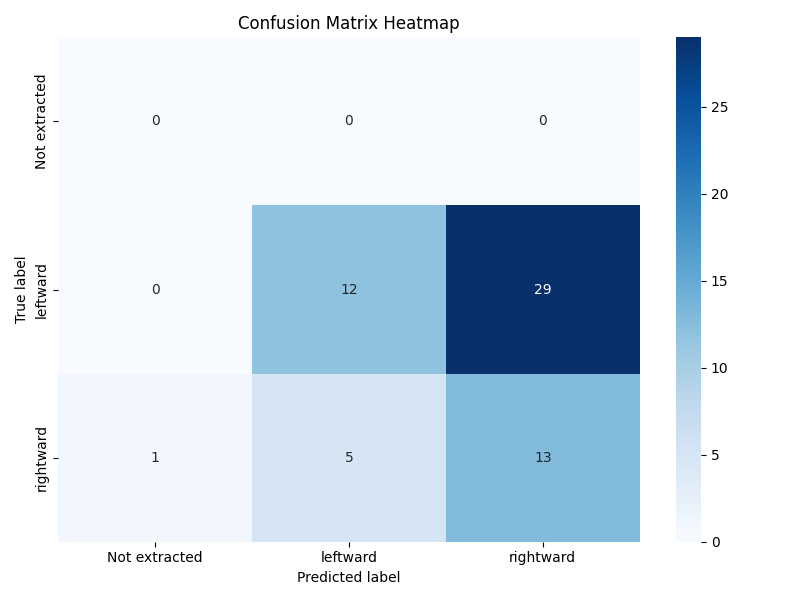 Confusion Matrix Heatmap
True label
Not extracted
0 0 0
leftward
0 12 29
rightward
1 5 13
Not extracted leftward rightward
Predicted label
25
20
15
10
5
0